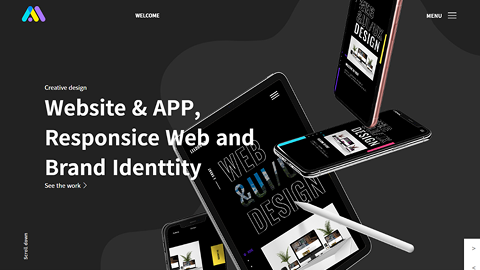 WELCOME
MENU
Creative design
Website & APP,
Responsice Web and
Brand Identtity
See the work
Scroll down
WEB
&UI/UX
DESIGN
DESIGN
DESIGN